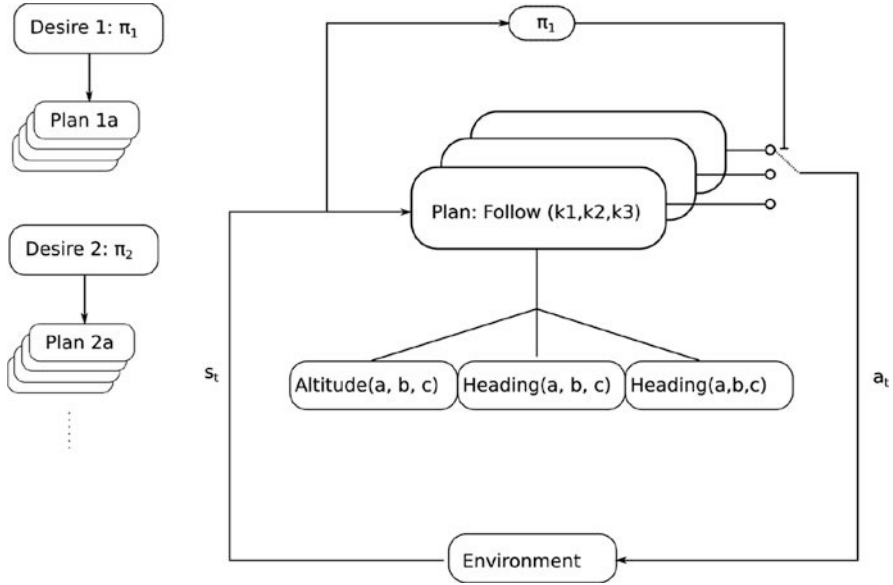 Desire 1: π₁
Plan 1a
Desire 2: π₂
Plan 2a
π₁
Plan: Follow (k1,k2,k3)
Altitude(a, b, c)
Heading(a, b, c)
Heading(a,b,c)
sₜ
aₜ
Environment